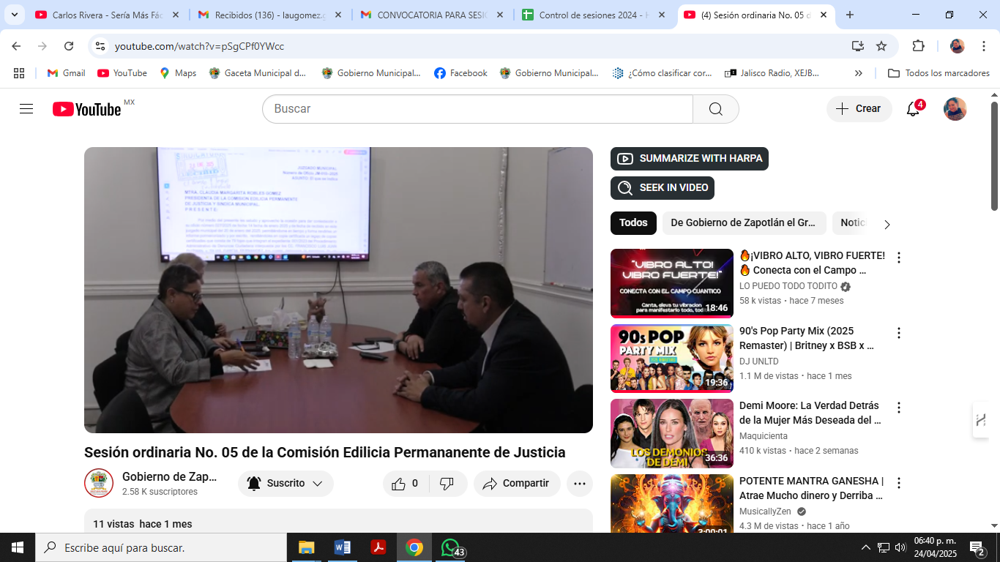 Carlos Rivera - Sería Más Fác
Recibidos (136) - laugomez.g
CONVOCATORIA PARA SESI
Control de sesiones 2024 - H
(4) Sesión ordinaria No. 05 d
youtube.com/watch?v=pSgCPf0YWcc
Gmail
YouTube
Maps
Gaceta Municipal d...
Gobierno Municipal...
Facebook
Gobierno Municipal...
¿Cómo clasificar cor...
Jalisco Radio, XEJB...
Todos los marcadores
YouTube MX
Buscar
Crear
4
JUZGADO MUNICIPAL
MTRA. CLAUDIA MARGARITA ROBLES GOMEZ
PRESIDENTA DE LA COMISION EDILICIA PERMANENTE
DE JUSTICIA Y SINDICA MUNICIPAL.
P R E S E N T E:
SUMMARIZE WITH HARPA
SEEK IN VIDEO
Todos
De Gobierno de Zapotlán el Gr...
Notic
"VIBRO ALTO!
VIBRO FUERTE!"
CONECTA CON EL CAMPO CUANTICO
Canta, eleva tu vibracion
para manifestarlo todo, todit
18:46
🔥¡VIBRO ALTO, VIBRO FUERTE!
🔥 Conecta con el Campo ...
LO PUEDO TODO TODITO
58 k vistas • hace 7 meses
90s POP
PARTY MIX
19:36
90's Pop Party Mix (2025
Remaster) | Britney x BSB x ...
DJ UNLTD
1.1 M de vistas • hace 1 mes
LOS DEMONIOS
DE DEMI
36:36
Demi Moore: La Verdad Detrás
de la Mujer Más Deseada del ...
Maquicienta
410 k vistas • hace 2 semanas
3:00:01
POTENTE MANTRA GANESHA |
Atrae Mucho dinero y Derriba ...
MusicallyZen
4.3 M de vistas • hace 1 año
Sesión ordinaria No. 05 de la Comisión Edilicia Permananente de Justicia
Gobierno de Zap...
2.58 K suscriptores
Suscrito
0
Compartir
11 vistas hace 1 mes
Escribe aquí para buscar.
43
06:40 p. m.
24/04/2025
2